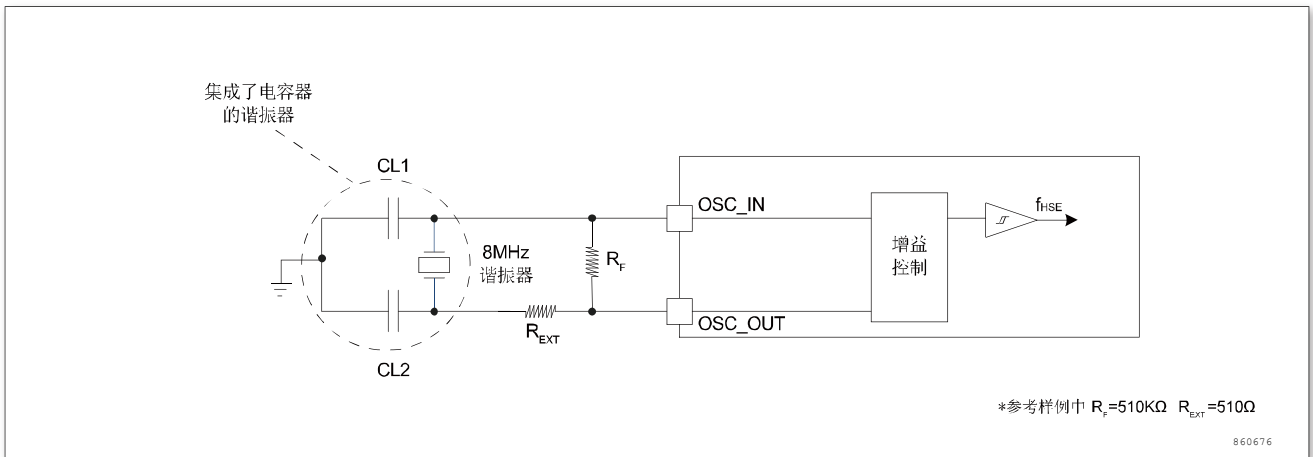 集成了电容器
的谐振器
CL1
OSC_IN
fHSE
8MHz
谐振器
RF
增益
控制
REXT
OSC_OUT
CL2
*参考样例中 RF=510KΩ REXT=510Ω
860676